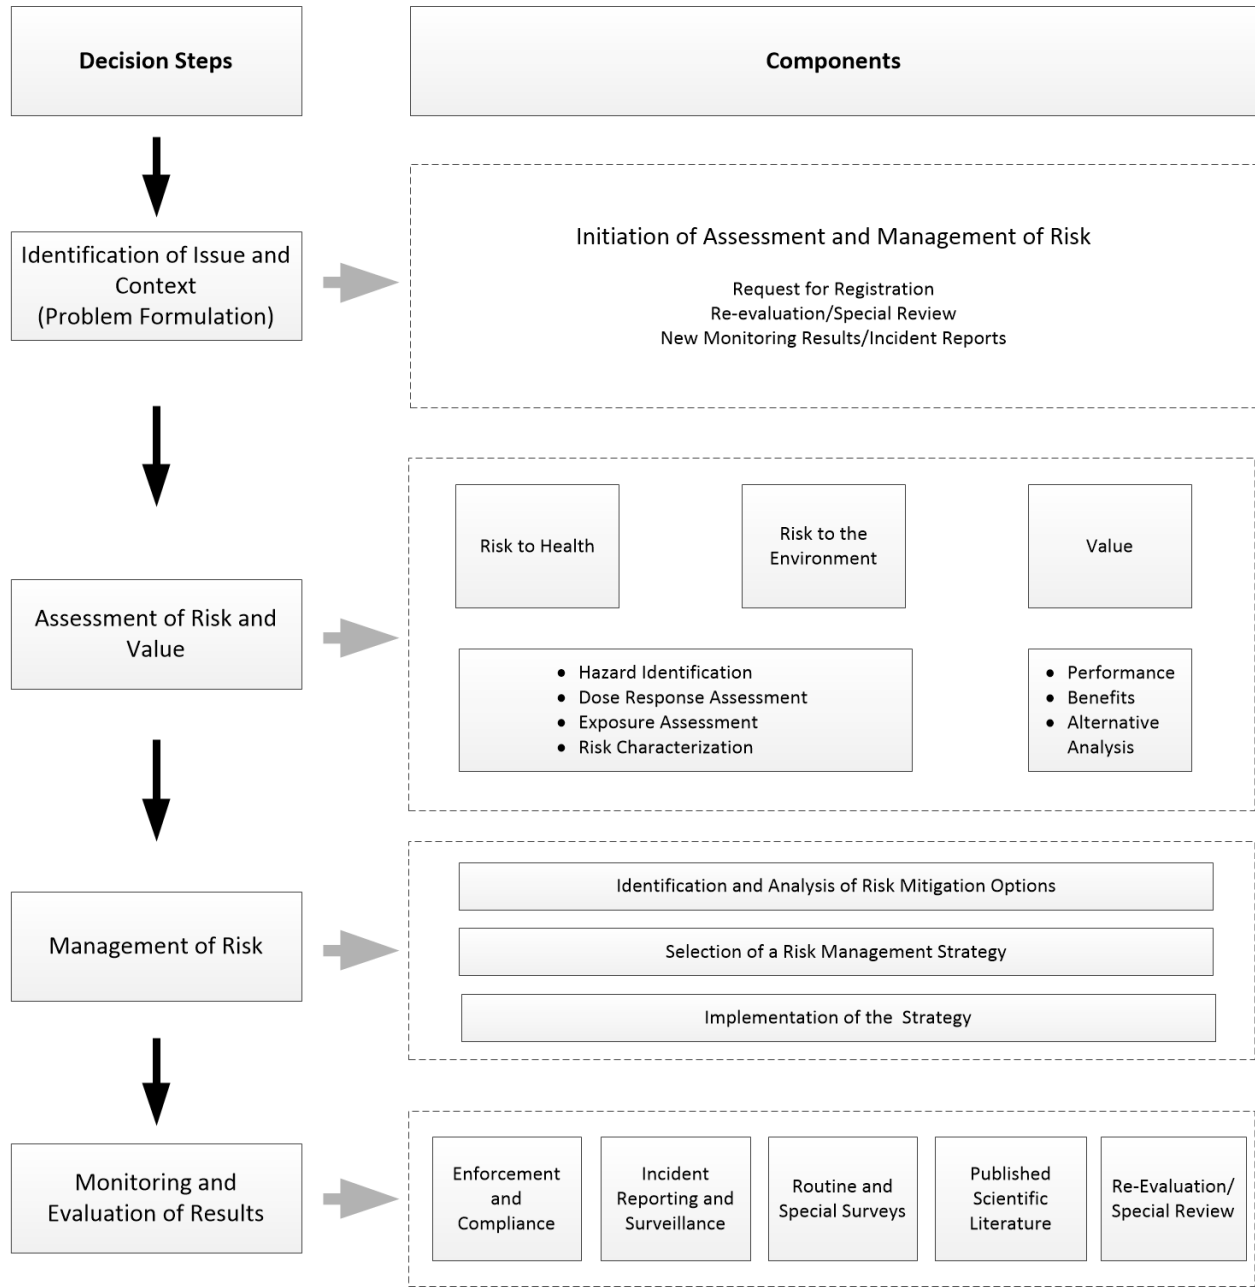 Decision Steps
Components
Identification of Issue and
Context
(Problem Formulation)
Initiation of Assessment and Management of Risk
Request for Registration
Re-evaluation/Special Review
New Monitoring Results/Incident Reports
Assessment of Risk and
Value
Risk to Health
Risk to the
Environment
Value
• Hazard Identification
• Dose Response Assessment
• Exposure Assessment
• Risk Characterization
• Performance
• Benefits
• Alternative
Analysis
Management of Risk
Identification and Analysis of Risk Mitigation Options
Selection of a Risk Management Strategy
Implementation of the Strategy
Monitoring and
Evaluation of Results
Enforcement
and
Compliance
Incident
Reporting and
Surveillance
Routine and
Special Surveys
Published
Scientific
Literature
Re-Evaluation/
Special Review